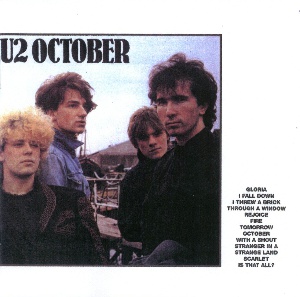 U2 OCTOBER
GLORIA
I FALL DOWN
I THREW A BRICK
THROUGH A WINDOW
REJOICE
FIRE
TOMORROW
OCTOBER
WITH A SHOUT
STRANGER IN A
STRANGE LAND
SCARLET
IS THAT ALL?